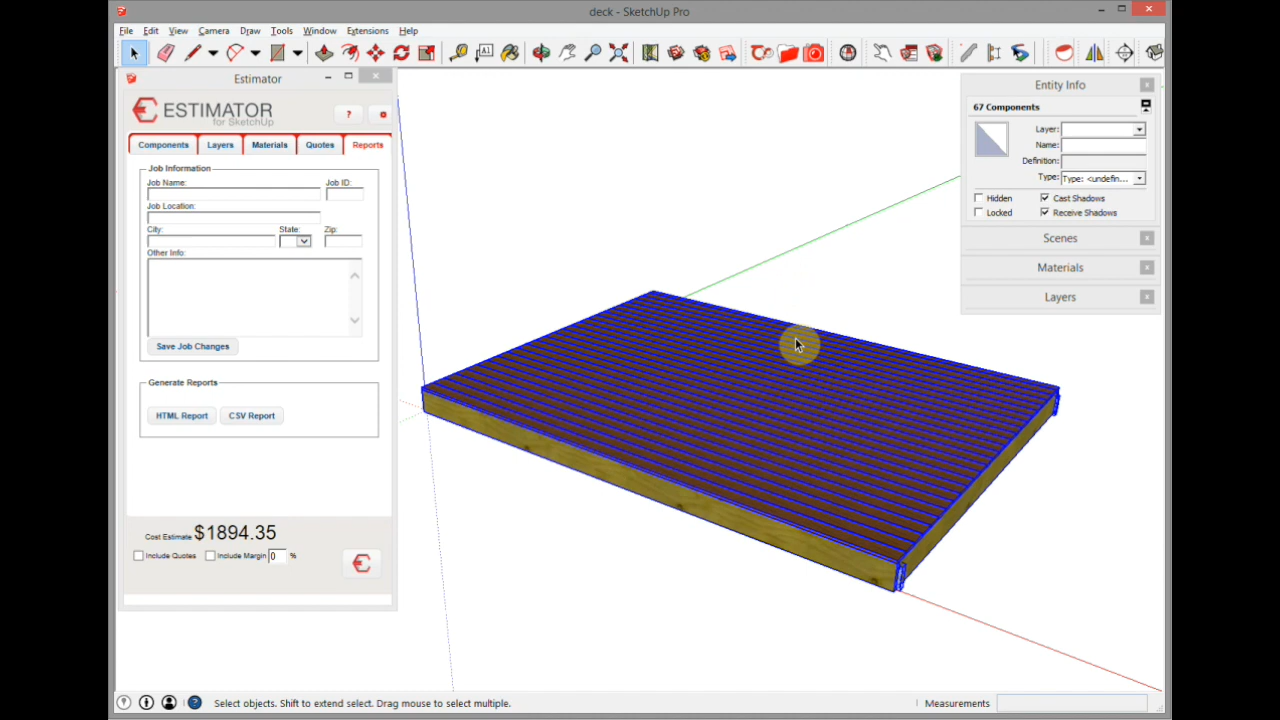 deck - SketchUp Pro
File Edit View Camera Draw Tools Window Extensions Help
A1
Estimator
ESTIMATOR
for SketchUp
?
Components Layers Materials Quotes Reports
Job Information
Job Name: Job ID:
Job Location:
City: State: Zip:
Other Info:
Save Job Changes
Generate Reports
HTML Report CSV Report
Cost Estimate $1894.35
Include Quotes Include Margin 0 %
Entity Info
67 Components
Layer:
Name:
Definition:
Type: Type: <undefin...
Hidden Cast Shadows
Locked Receive Shadows
Scenes
Materials
Layers
Select objects. Shift to extend select. Drag mouse to select multiple.
Measurements